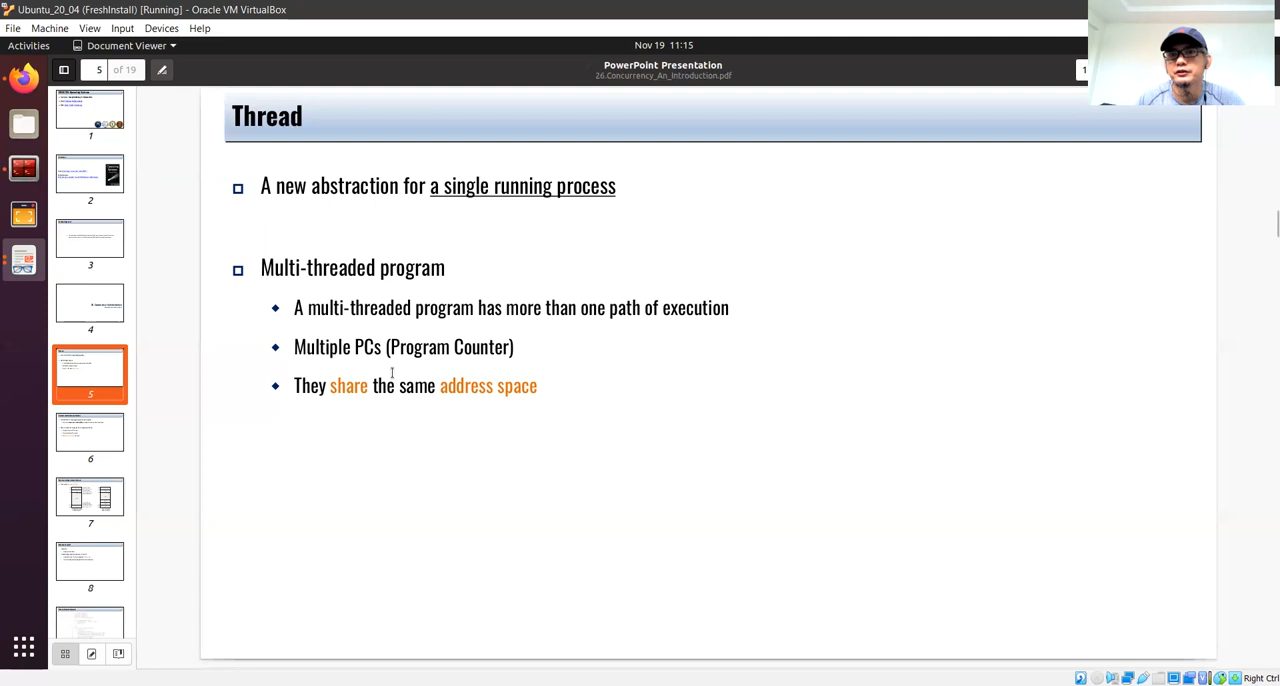 Ubuntu_20_04 (FreshInstall) [Running] - Oracle VM VirtualBox
File Machine View Input Devices Help
Activities Document Viewer Nov 19 11:15
5 of 19
PowerPoint Presentation
26.Concurrency_An_Introduction.pdf
Thread
A new abstraction for a single running process
Multi-threaded program
A multi-threaded program has more than one path of execution
Multiple PCs (Program Counter)
They share the same address space
1
2
3
4
5
6
7
8
Right Ctrl